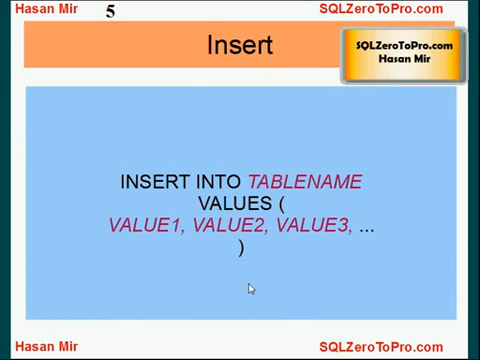 Hasan Mir 5 SQLZeroToPro.com
Insert
SQLZeroToPro.com
Hasan Mir
INSERT INTO TABLENAME
VALUES (
VALUE1, VALUE2, VALUE3, ...
)
Hasan Mir SQLZeroToPro.com